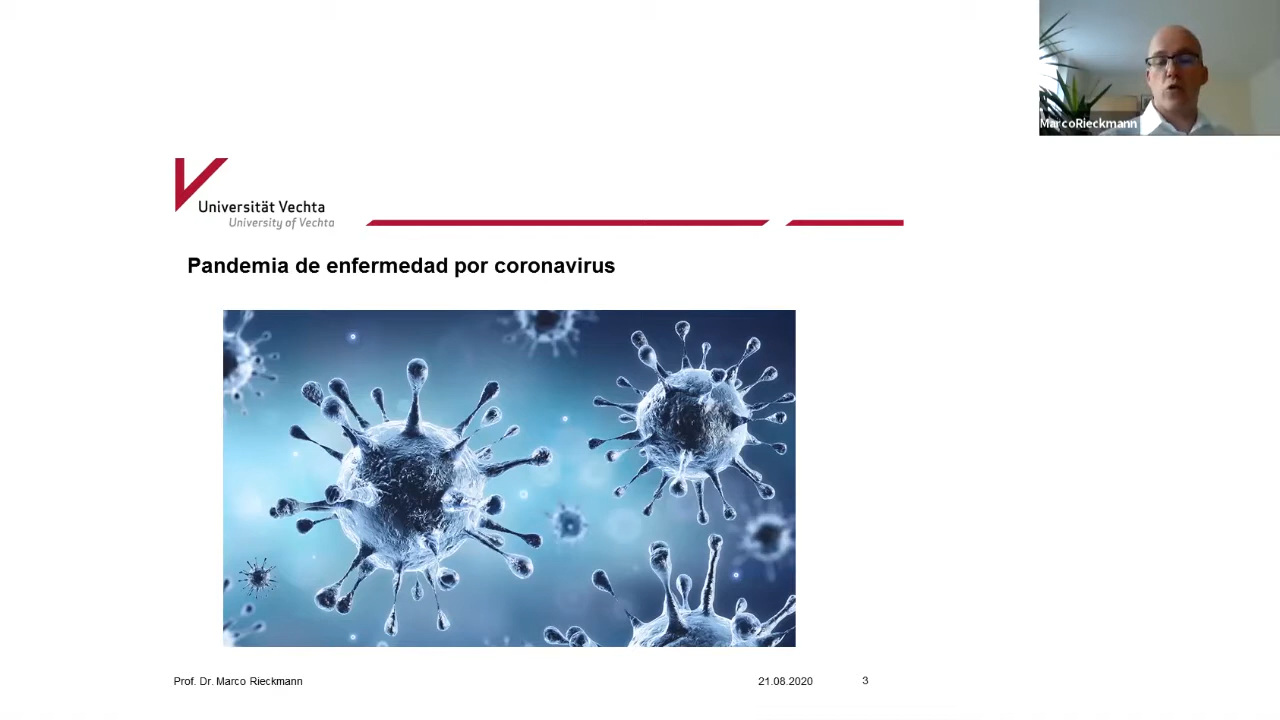 MarcoRieckmann
Universität Vechta
University of Vechta
Pandemia de enfermedad por coronavirus
Prof. Dr. Marco Rieckmann
21.08.2020
3